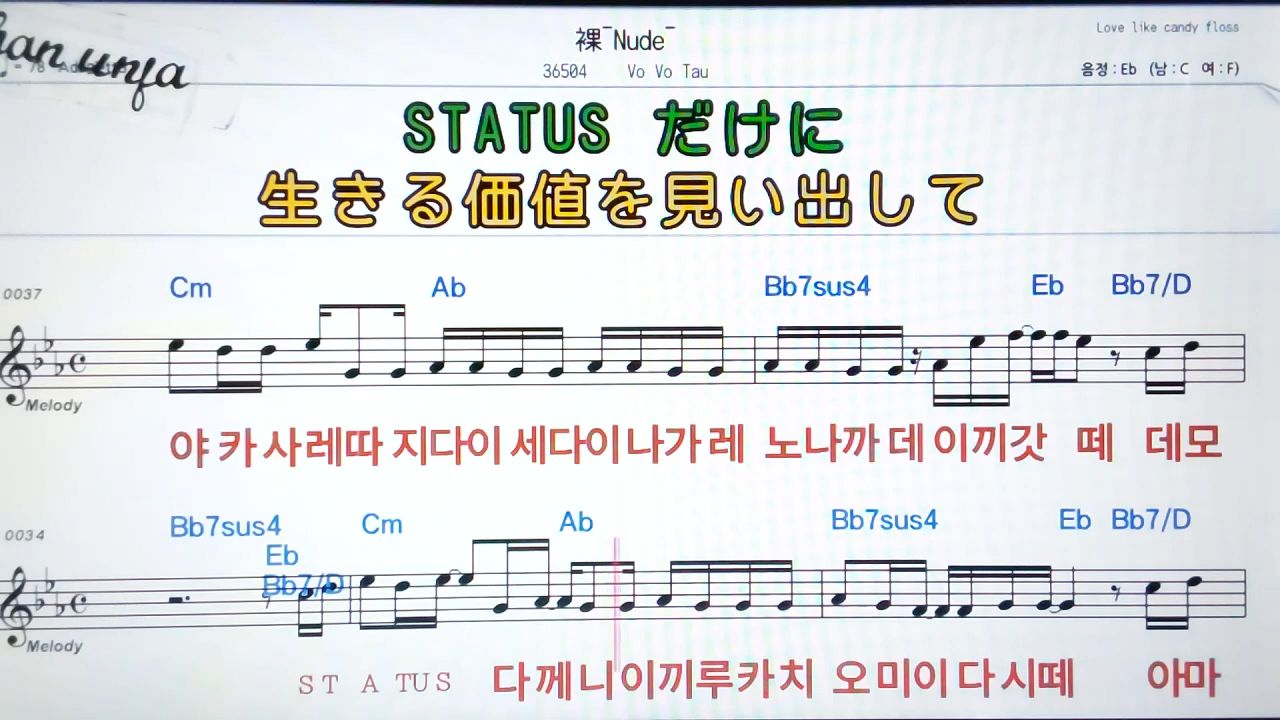 裸‾Nude‾
Love like candy floss
36504 Vo Vo Tau
음정:Eb (남:C 여:F)
STATUS だけに
生きる価値を見い出して
0037
Cm Ab Bb7sus4 Eb Bb7/D
Melody
야카사레따 지다이 세다이나가레 노나까 데 이끼갓 떼 데모
0034
Bb7sus4 Eb Bb7/D Cm Ab Bb7sus4 Eb Bb7/D
Melody
STATUS 다께니이끼루카치 오미이다시떼 아마